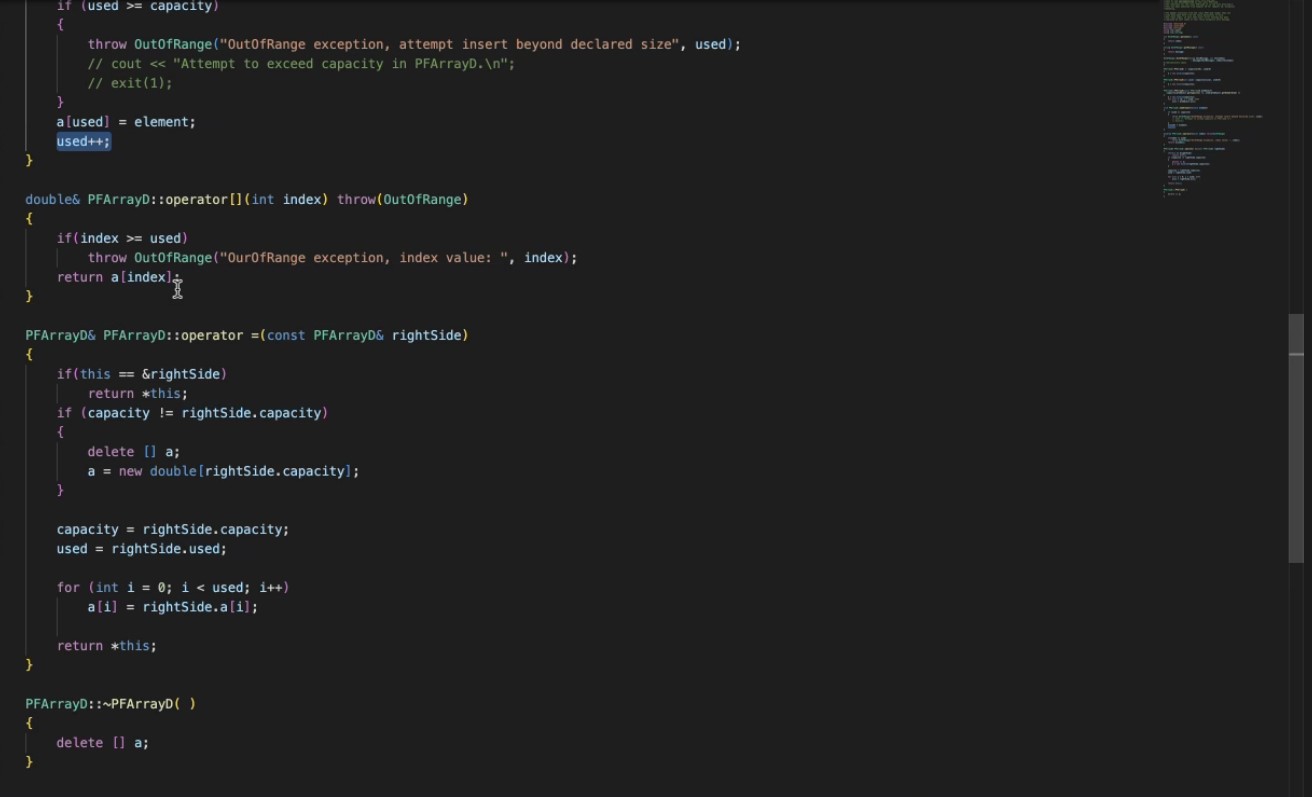 if (used >= capacity)
{
throw OutOfRange("OutOfRange exception, attempt insert beyond declared size", used);
// cout << "Attempt to exceed capacity in PFArrayD.\n";
// exit(1);
}
a[used] = element;
used++;
}
double& PFArrayD::operator[](int index) throw(OutOfRange)
{
if(index >= used)
throw OutOfRange("OurOfRange exception, index value: ", index);
return a[index];
}
PFArrayD& PFArrayD::operator =(const PFArrayD& rightSide)
{
if(this == &rightSide)
return *this;
if (capacity != rightSide.capacity)
{
delete [] a;
a = new double[rightSide.capacity];
}
capacity = rightSide.capacity;
used = rightSide.used;
for (int i = 0; i < used; i++)
a[i] = rightSide.a[i];
return *this;
}
PFArrayD::~PFArrayD( )
{
delete [] a;
}